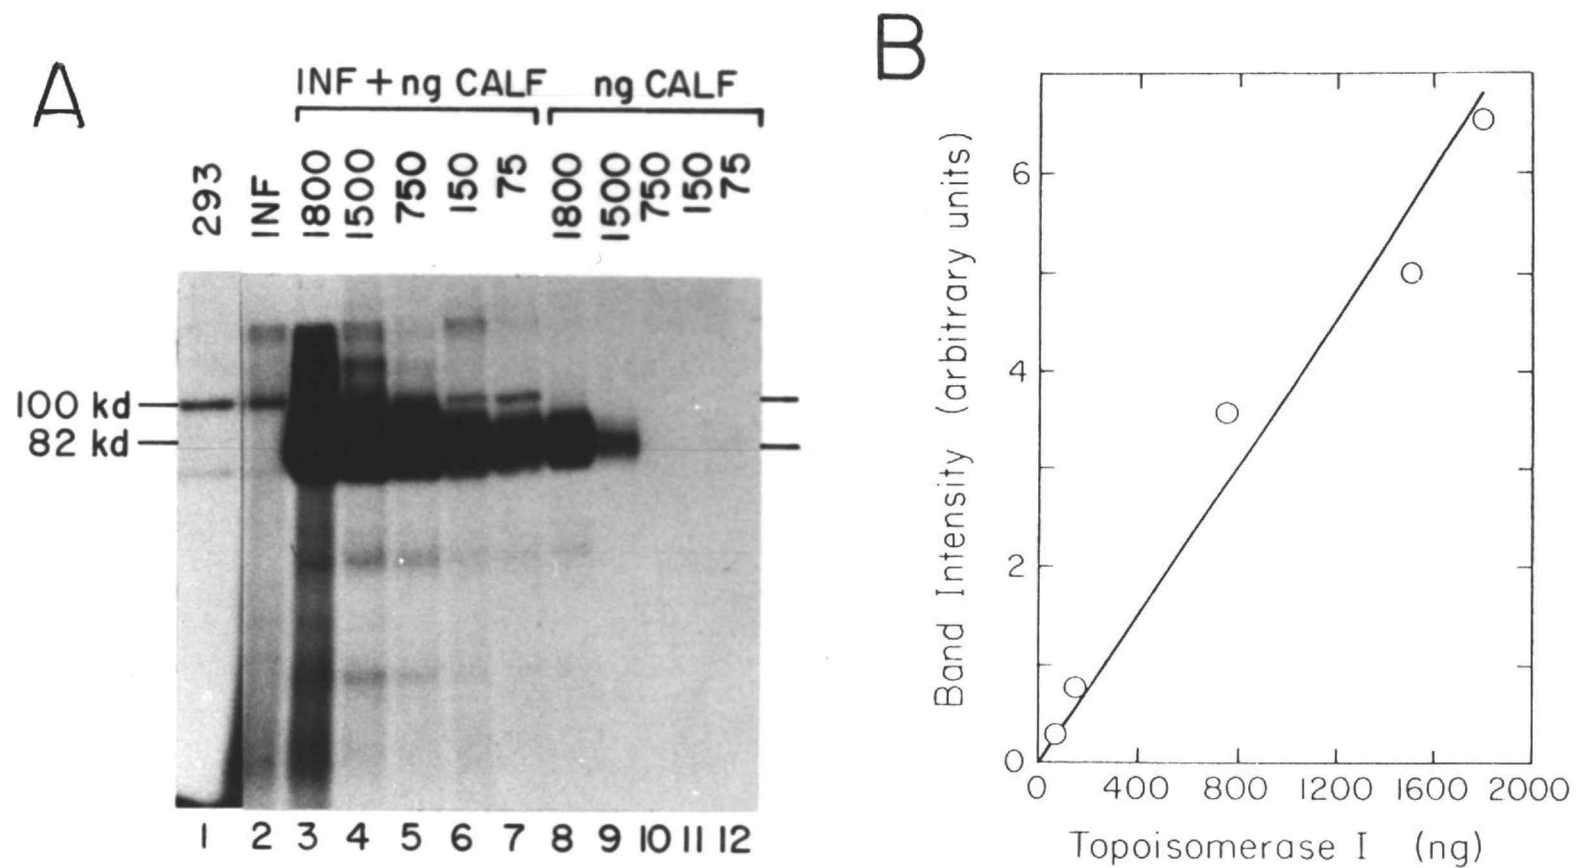 A
INF + ng CALF
ng CALF
293 INF 1800 1500 750 150 75 1800 1500 750 150 75
100 kd
82 kd
1 2 3 4 5 6 7 8 9 10 11 12
B
Band Intensity (arbitrary units)
6
4
2
0
0 400 800 1200 1600 2000
Topoisomerase I (ng)